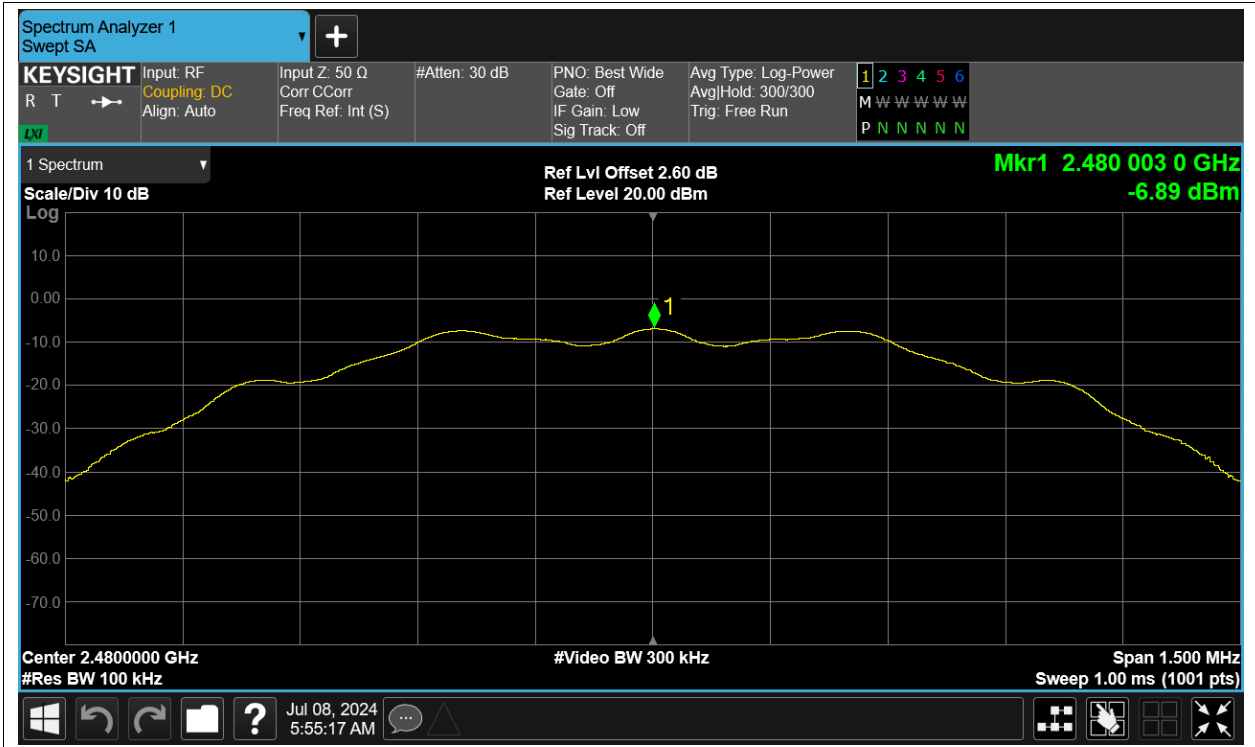 Spectrum Analyzer 1
Swept SA
KEYSIGHT
R T
LXI
Input: RF
Coupling: DC
Align: Auto
Input Z: 50 Ω
Corr CCorr
Freq Ref: Int (S)
#Atten: 30 dB
PNO: Best Wide
Gate: Off
IF Gain: Low
Sig Track: Off
Avg Type: Log-Power
Avg|Hold: 300/300
Trig: Free Run
1 2 3 4 5 6
M W W W W W
P N N N N N
1 Spectrum
Scale/Div 10 dB
Log
Ref Lvl Offset 2.60 dB
Ref Level 20.00 dBm
Mkr1 2.480 003 0 GHz
-6.89 dBm
10.0
0.00
1
-10.0
-20.0
-30.0
-40.0
-50.0
-60.0
-70.0
Center 2.4800000 GHz
#Res BW 100 kHz
#Video BW 300 kHz
Span 1.500 MHz
Sweep 1.00 ms (1001 pts)
?
Jul 08, 2024
5:55:17 AM